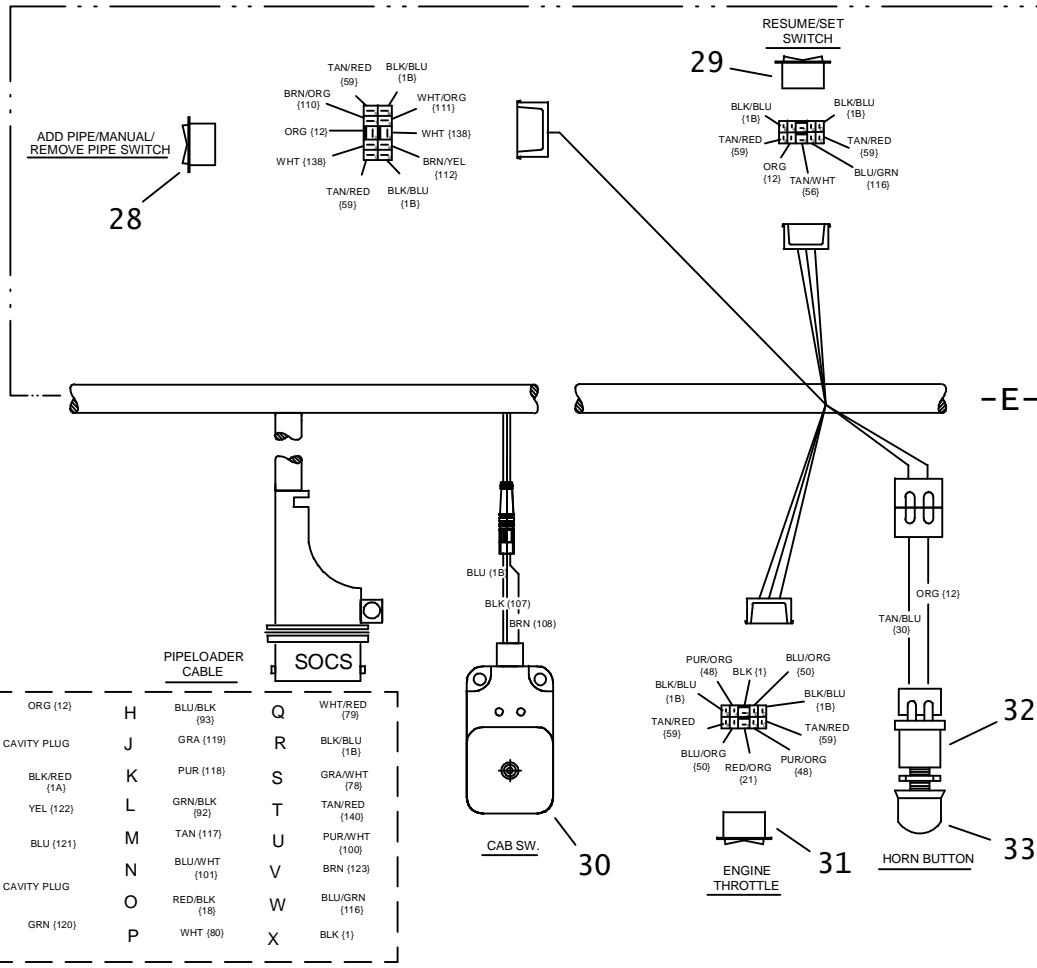 RESUME/SET
SWITCH
29
BLK/BLU
{1B}
BLK/BLU
{1B}
TAN/RED
{59}
TAN/RED
{59}
ORG
{12}
TAN/WHT
{56}
BLU/GRN
{116}
ADD PIPE/MANUAL/
REMOVE PIPE SWITCH
28
TAN/RED
{59}
BLK/BLU
{1B}
BRN/ORG
{110}
WHT/ORG
{111}
ORG {12}
WHT {138}
WHT {138}
BRN/YEL
{112}
TAN/RED
{59}
BLK/BLU
{1B}
-E-
BLU (1B)
BLK (107)
BRN (108)
CAB SW.
30
ORG {12}
TAN/BLU
{30}
32
33
HORN BUTTON
PUR/ORG
{48}
BLK {1}
BLU/ORG
{50}
BLK/BLU
{1B}
BLK/BLU
{1B}
TAN/RED
{59}
TAN/RED
{59}
BLU/ORG
{50}
RED/ORG
{21}
PUR/ORG
{48}
31
ENGINE
THROTTLE
SOCS
PIPELOADER
CABLE
ORG {12}
H
BLU/BLK
{93}
Q
WHT/RED
{79}
CAVITY PLUG
J
GRA {119}
R
BLK/BLU
{1B}
BLK/RED
{1A}
K
PUR {118}
S
GRA/WHT
{78}
YEL {122}
L
GRN/BLK
{92}
T
TAN/RED
{140}
BLU {121}
M
TAN {117}
U
PUR/WHT
{100}
N
BLU/WHT
{101}
V
BRN {123}
CAVITY PLUG
O
RED/BLK
{18}
W
BLU/GRN
{116}
GRN {120}
P
WHT {80}
X
BLK {1}